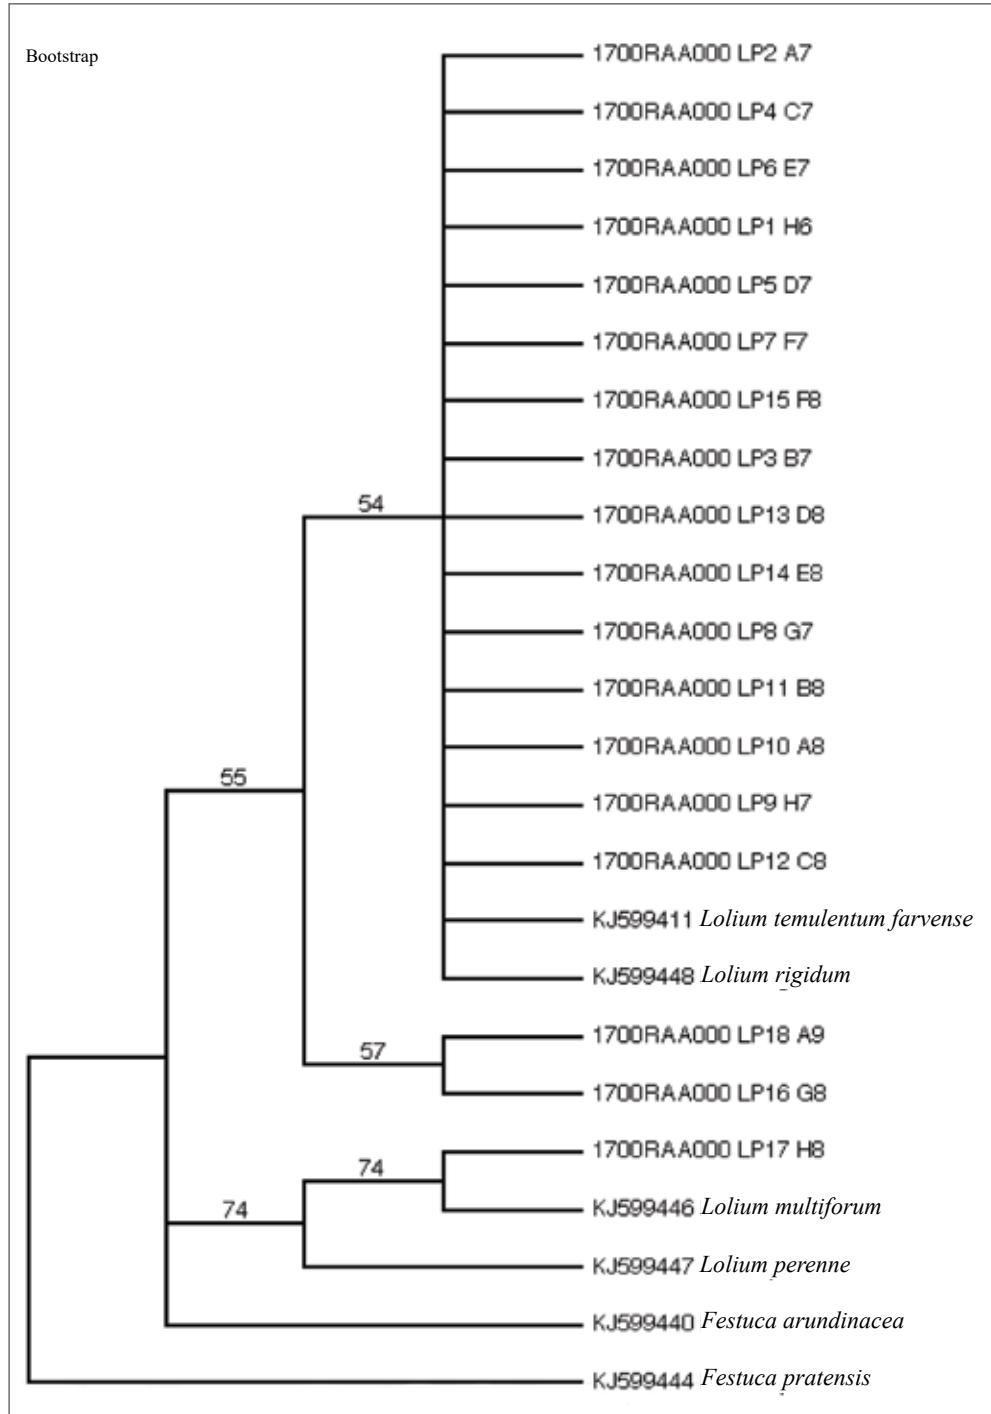 Bootstrap
1700RAA000 LP2 A7
1700RAA000 LP4 C7
1700RAA000 LP6 E7
1700RAA000 LP1 H6
1700RAA000 LP5 D7
1700RAA000 LP7 F7
1700RAA000 LP15 F8
1700RAA000 LP3 B7
54
1700RAA000 LP13 D8
1700RAA000 LP14 E8
1700RAA000 LP8 G7
1700RAA000 LP11 B8
1700RAA000 LP10 A8
55
1700RAA000 LP9 H7
1700RAA000 LP12 C8
KJ599411 Lolium temulentum farvense
KJ599448 Lolium rigidum
1700RAA000 LP18 A9
57
1700RAA000 LP16 G8
1700RAA000 LP17 H8
74
74
KJ599446 Lolium multiforum
KJ599447 Lolium perenne
KJ599440 Festuca arundinacea
KJ599444 Festuca pratensis